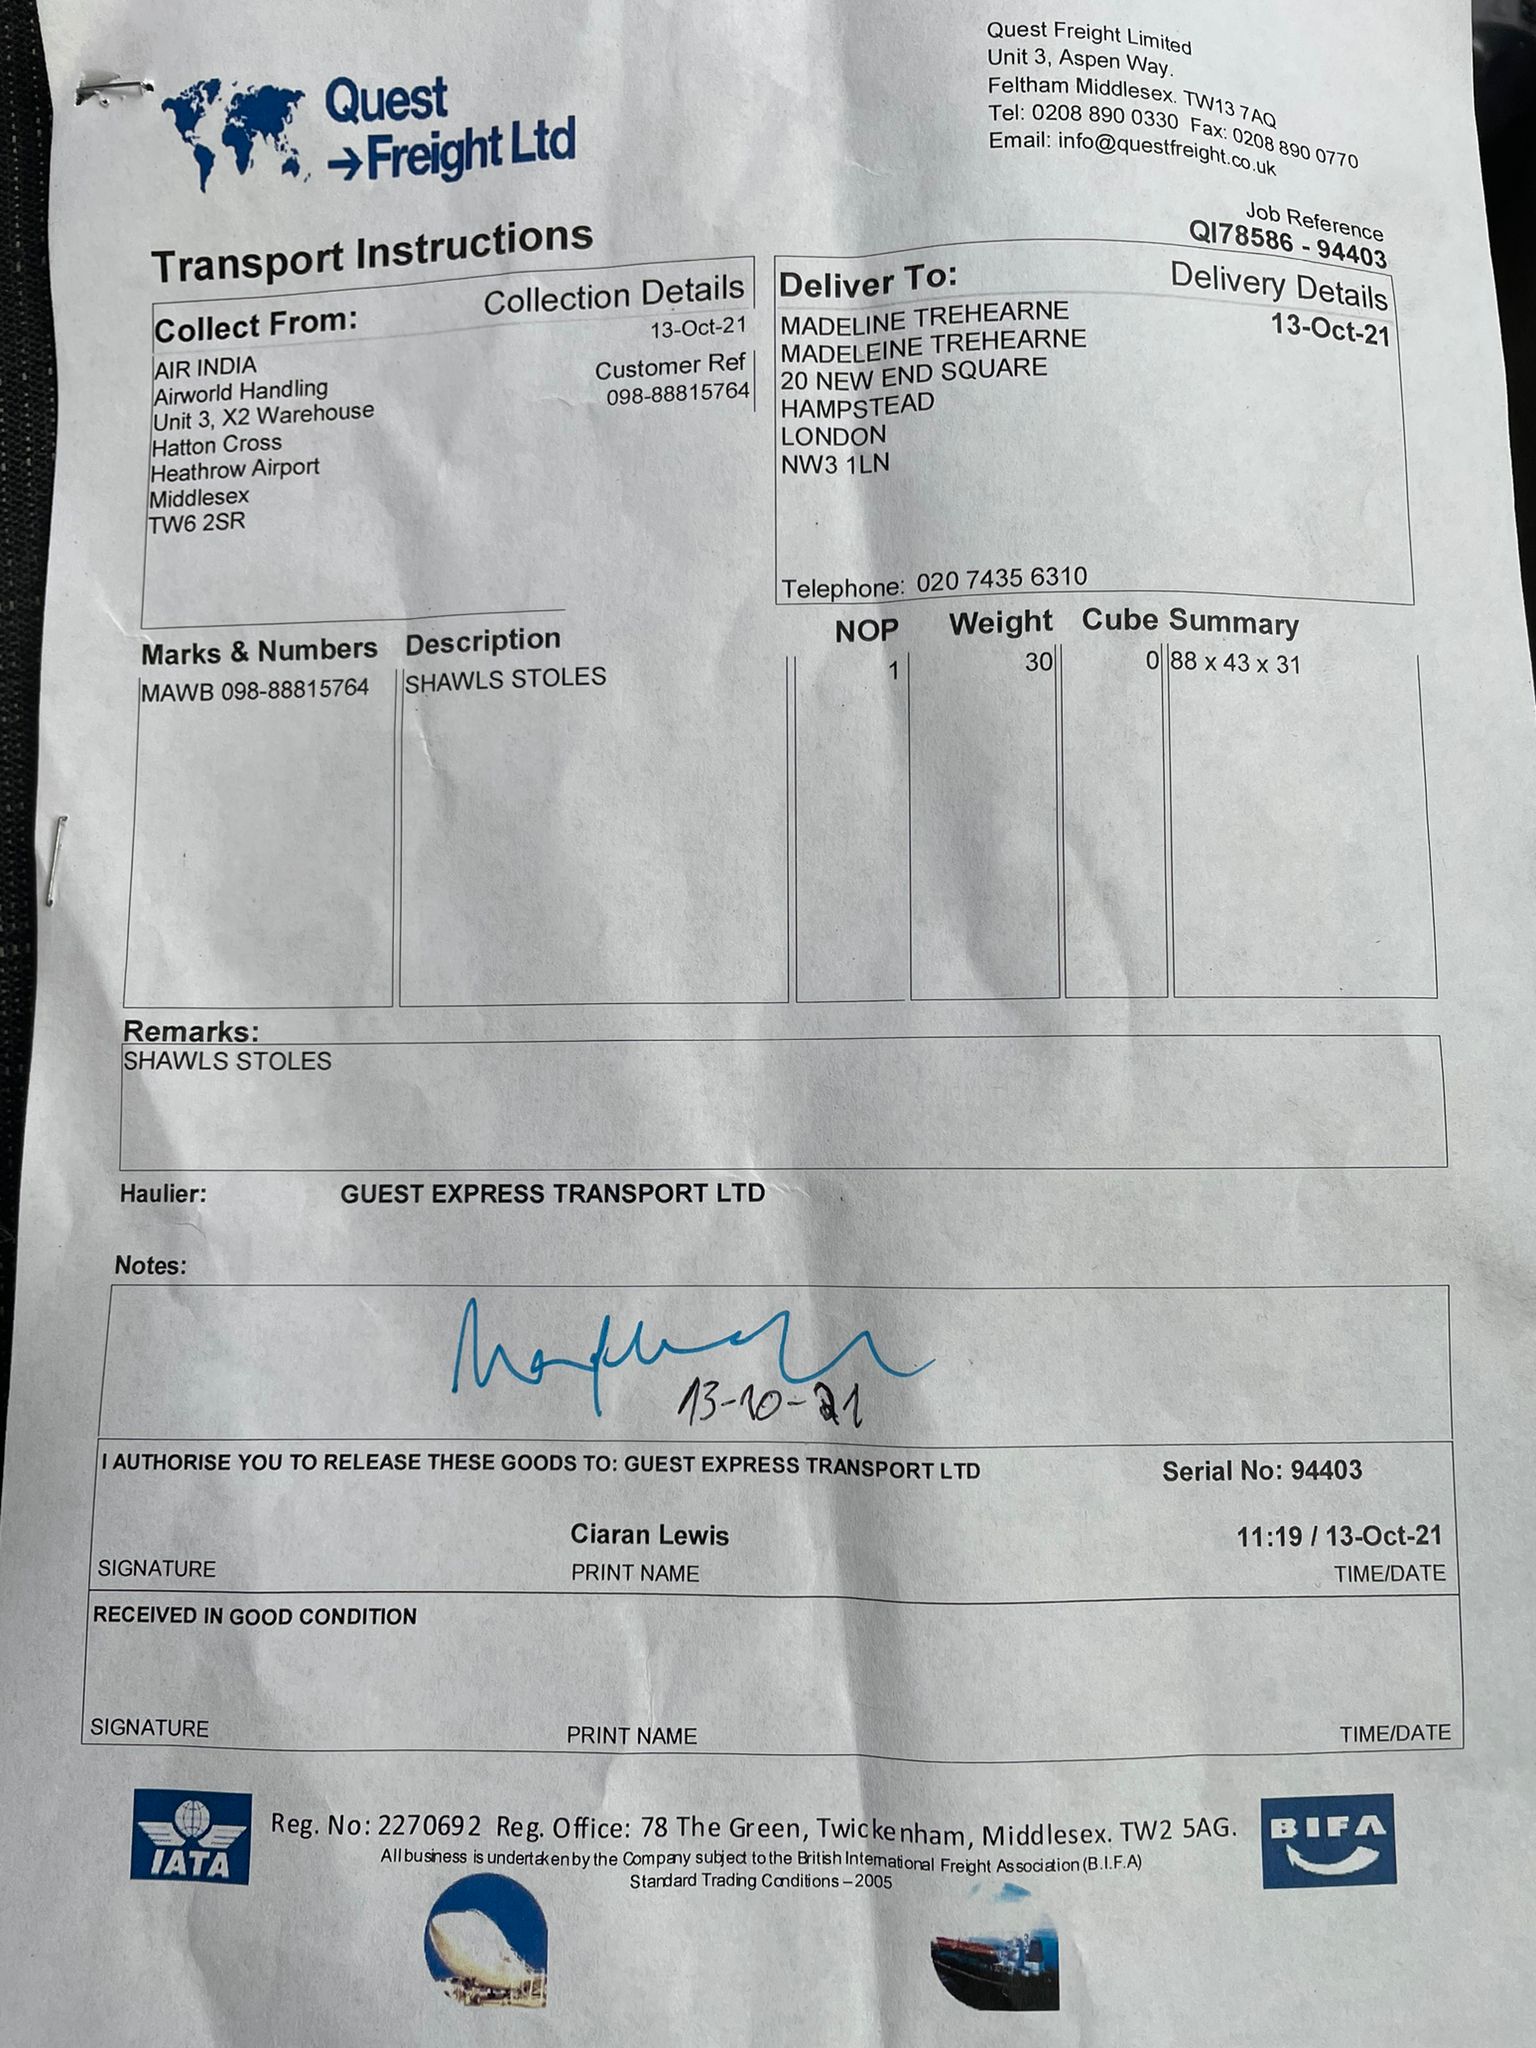 Quest
Freight Ltd
Quest Freight Limited
Unit 3, Aspen Way.
Feltham Middlesex. TW13 7AQ
Tel: 0208 890 0330 Fax: 0208 890 0770
Email: info@questfreight.co.uk
Job Reference
QI78586 - 94403
Transport Instructions
Collect From: Collection Details
13-Oct-21
AIR INDIA
Customer Ref
Airworld Handling
098-88815764
Unit 3, X2 Warehouse
Hatton Cross
Heathrow Airport
Middlesex
TW6 2SR
Deliver To: Delivery Details
13-Oct-21
MADELINE TREHEARNE
MADELEINE TREHEARNE
20 NEW END SQUARE
HAMPSTEAD
LONDON
NW3 1LN
Telephone: 020 7435 6310
Marks & Numbers Description NOP Weight Cube Summary
MAWB 098-88815764 SHAWLS STOLES 1 30 0 88 x 43 x 31
Remarks:
SHAWLS STOLES
Haulier: GUEST EXPRESS TRANSPORT LTD
Notes:
13-10-21
I AUTHORISE YOU TO RELEASE THESE GOODS TO: GUEST EXPRESS TRANSPORT LTD Serial No: 94403
Ciaran Lewis 11:19 / 13-Oct-21
SIGNATURE PRINT NAME TIME/DATE
RECEIVED IN GOOD CONDITION
SIGNATURE PRINT NAME TIME/DATE
IATA
Reg. No: 2270692 Reg. Office: 78 The Green, Twickenham, Middlesex. TW2 5AG.
All business is undertaken by the Company subject to the British International Freight Association (B.I.F.A)
Standard Trading Conditions – 2005
BIFA